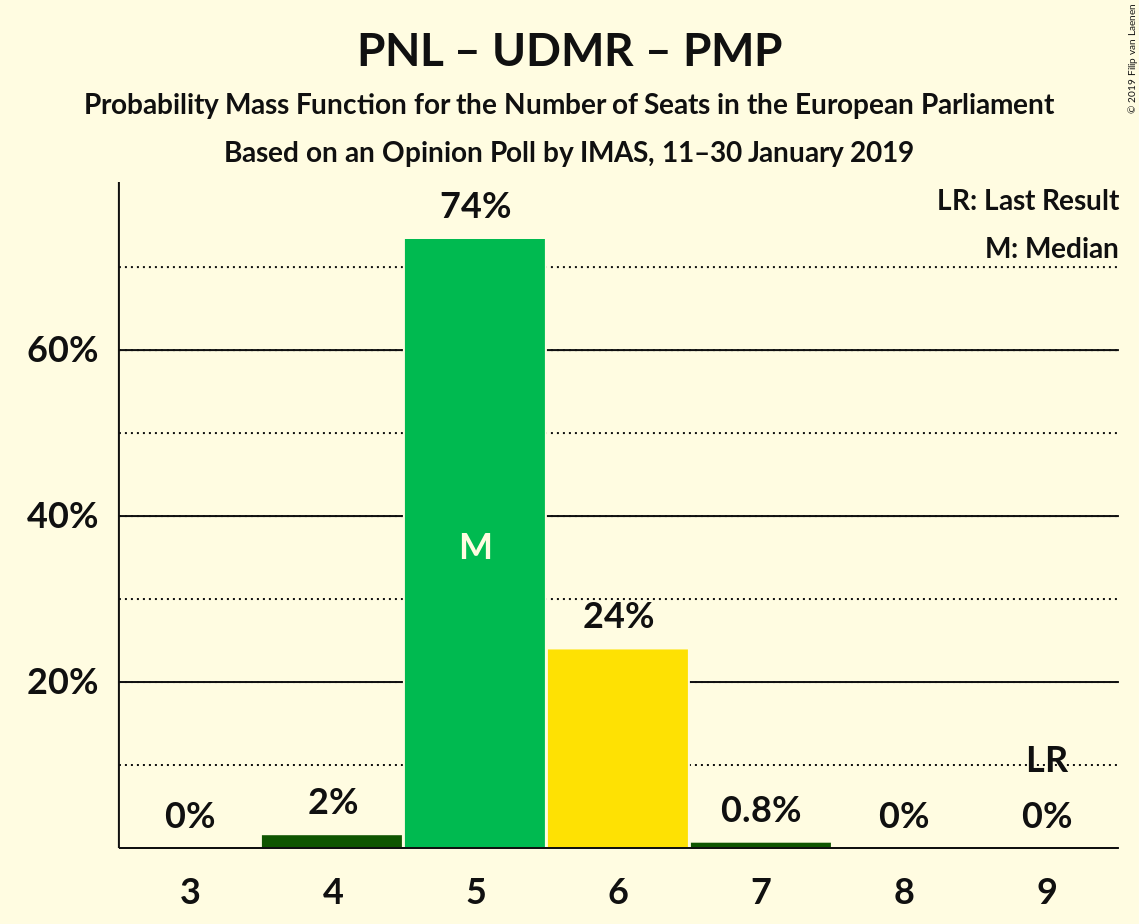 PNL – UDMR – PMP
Probability Mass Function for the Number of Seats in the European Parliament
Based on an Opinion Poll by IMAS, 11–30 January 2019
© 2019 Filip van Laenen
LR: Last Result
M: Median
74%
60%
40%
M
24%
20%
LR
0%
2%
0.8%
0%
0%
3
4
5
6
7
8
9